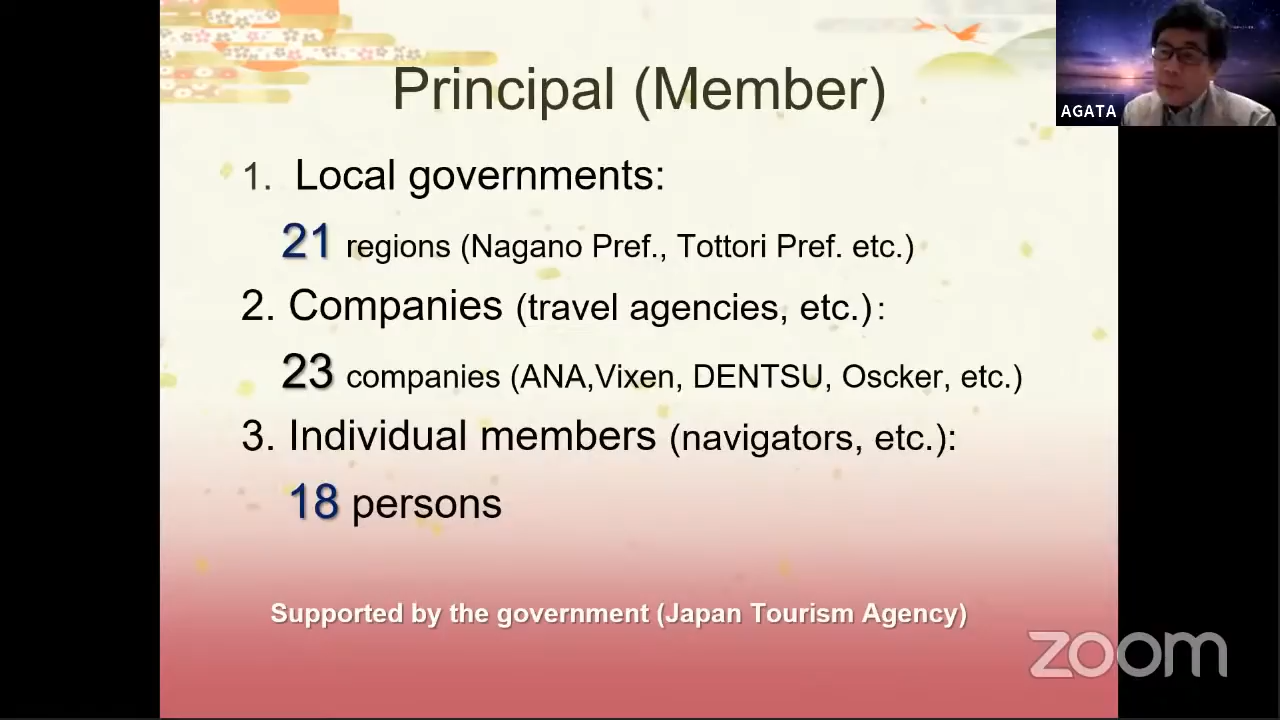 Principal (Member)
AGATA
1. Local governments:
21 regions (Nagano Pref., Tottori Pref. etc.)
2. Companies (travel agencies, etc.):
23 companies (ANA,Vixen, DENTSU, Oscker, etc.)
3. Individual members (navigators, etc.):
18 persons
Supported by the government (Japan Tourism Agency)
zoom